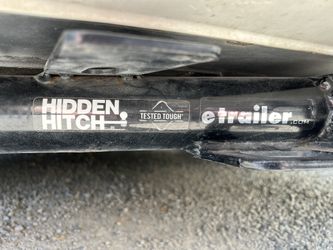 HIDDEN
HITCH
TESTED TOUGH
etrailer.com